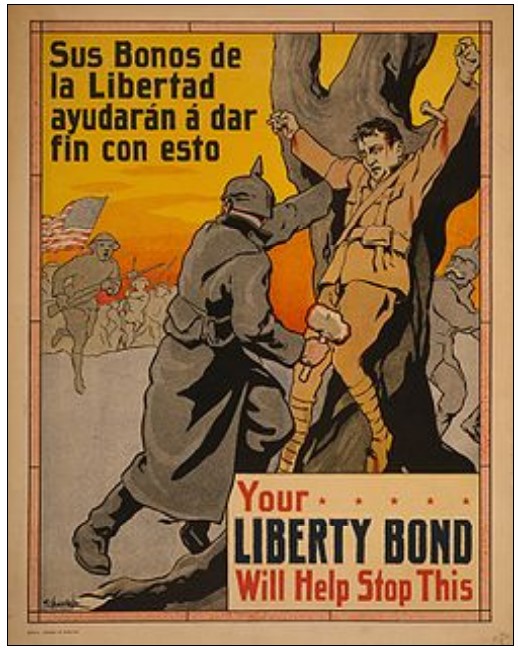 Sus Bonos de
la Libertad
ayudarán á dar
fin con esto
Your
LIBERTY BOND
Will Help Stop This